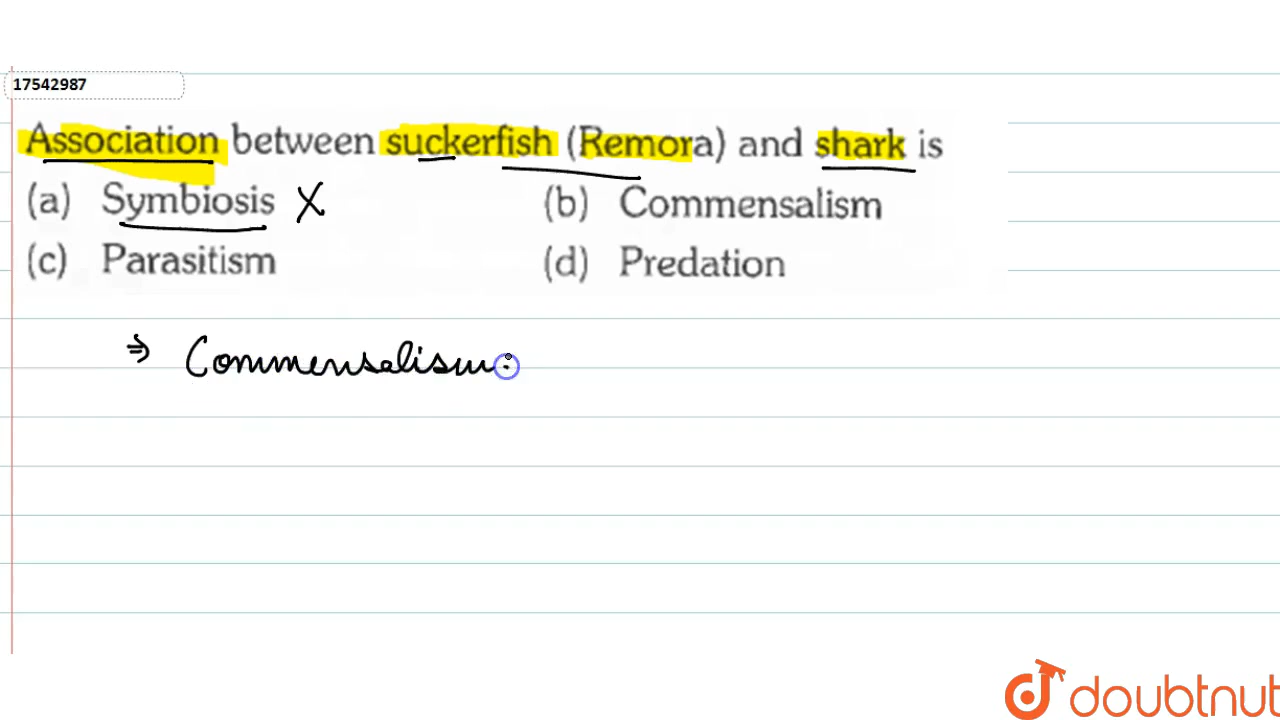 17542987
Association between suckerfish (Remora) and shark is
(a) Symbiosis X (b) Commensalism
(c) Parasitism (d) Predation
⇒ Commensalism :
doubtnut